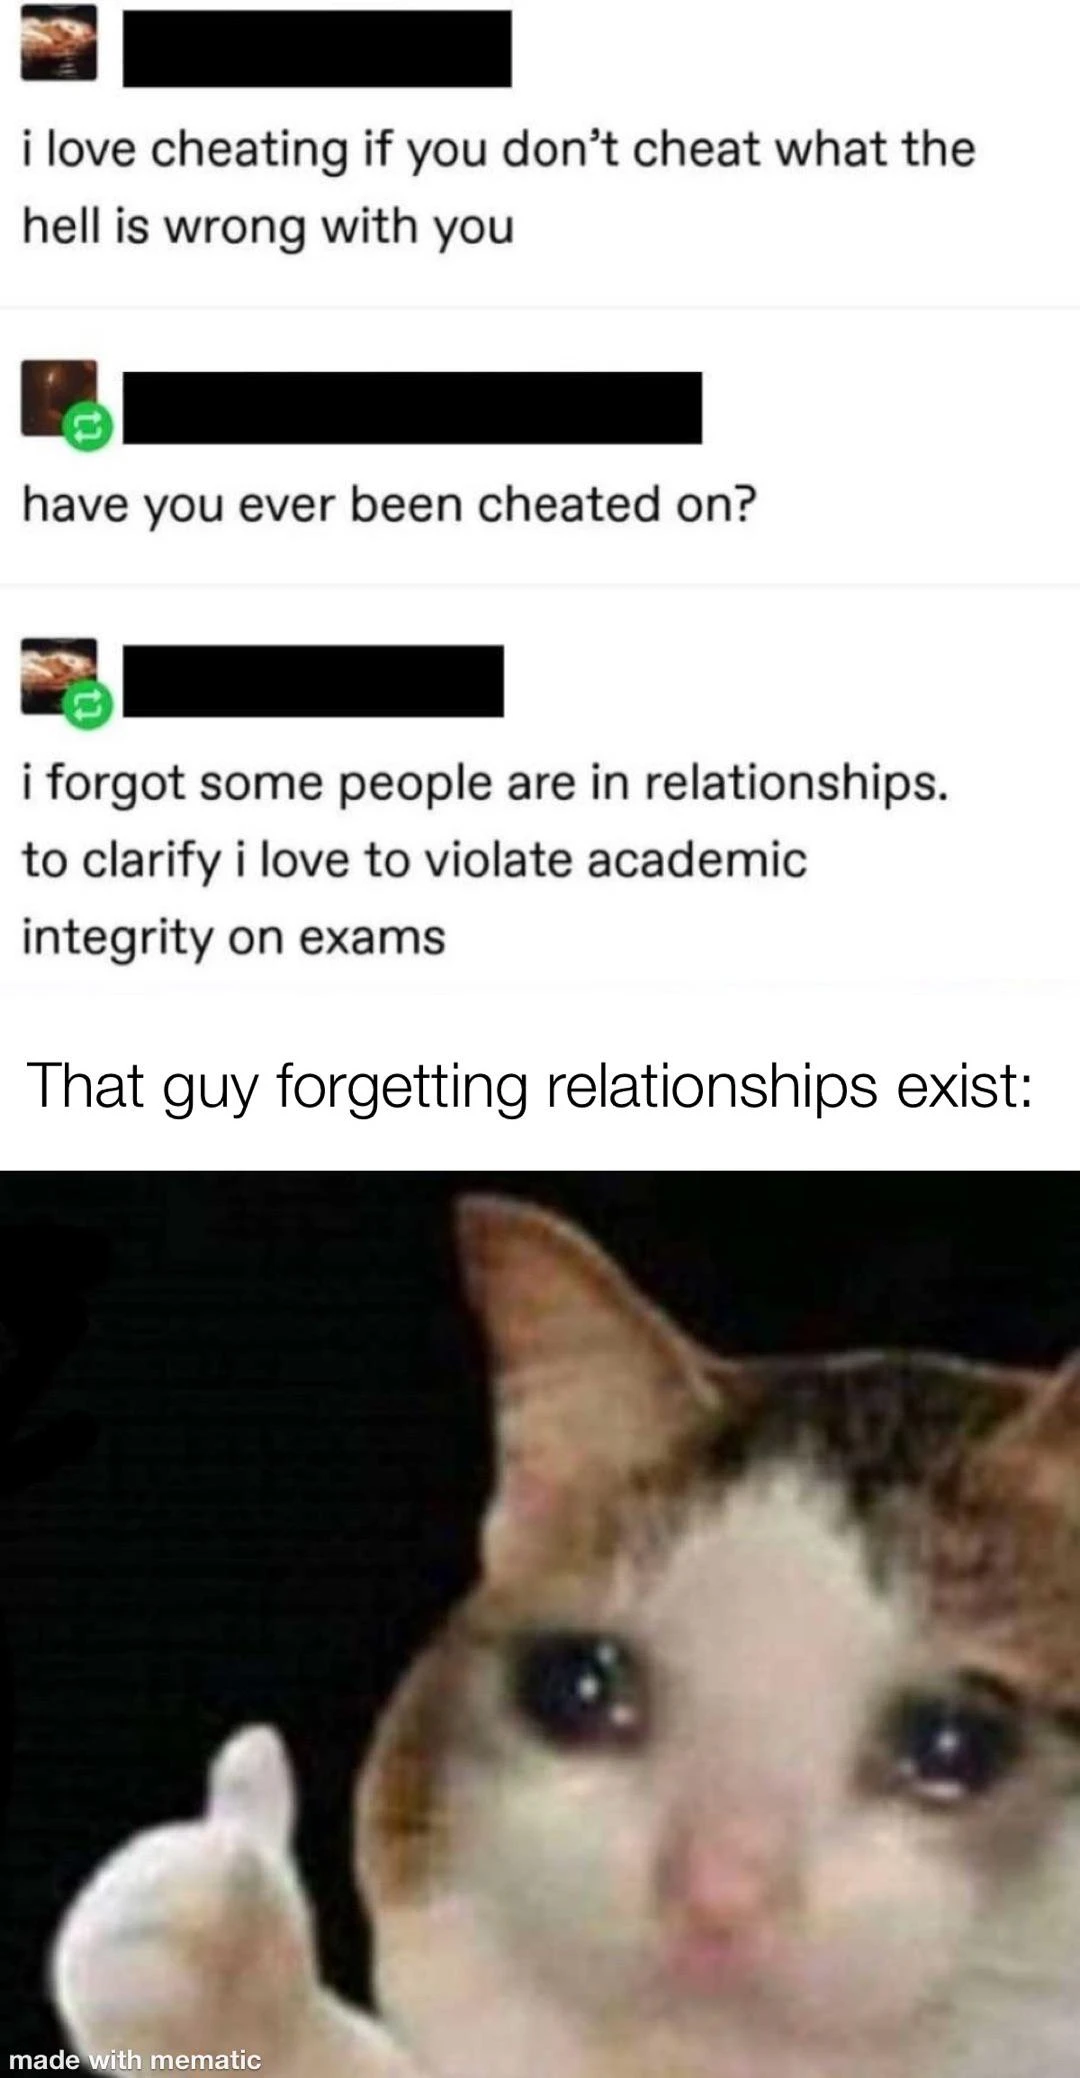 i love cheating if you don’t cheat what the
hell is wrong with you
have you ever been cheated on?
i forgot some people are in relationships.
to clarify i love to violate academic
integrity on exams
That guy forgetting relationships exist:
made with mematic